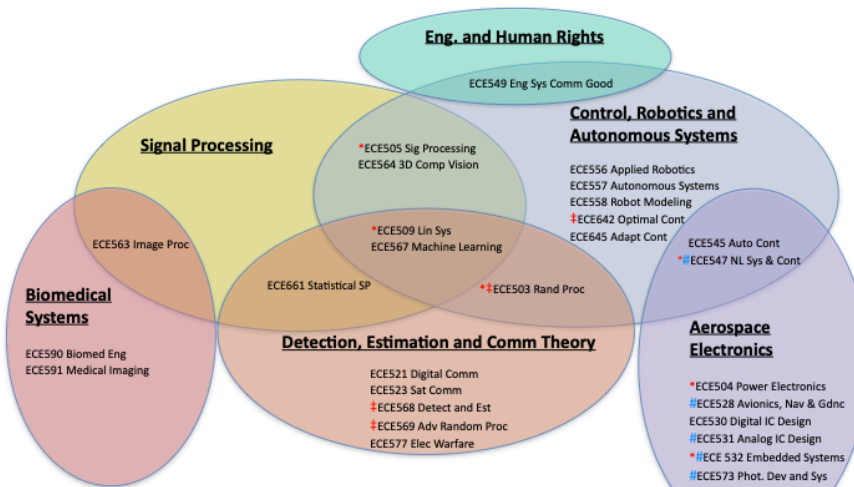 Eng. and Human Rights
ECE549 Eng Sys Comm Good
Signal Processing
Control, Robotics and
Autonomous Systems
*ECE505 Sig Processing
ECE564 3D Comp Vision
ECE556 Applied Robotics
ECE557 Autonomous Systems
ECE558 Robot Modeling
‡ECE642 Optimal Cont
ECE645 Adapt Cont
*ECE509 Lin Sys
ECE567 Machine Learning
ECE563 Image Proc
ECE545 Auto Cont
*#ECE547 NL Sys & Cont
ECE661 Statistical SP
*‡ECE503 Rand Proc
Biomedical
Systems
ECE590 Biomed Eng
ECE591 Medical Imaging
Detection, Estimation and Comm Theory
ECE521 Digital Comm
ECE523 Sat Comm
‡ECE568 Detect and Est
‡ECE569 Adv Random Proc
ECE577 Elec Warfare
Aerospace
Electronics
*ECE504 Power Electronics
#ECE528 Avionics, Nav & Gdnc
ECE530 Digital IC Design
#ECE531 Analog IC Design
*#ECE 532 Embedded Systems
#ECE573 Phot. Dev and Sys